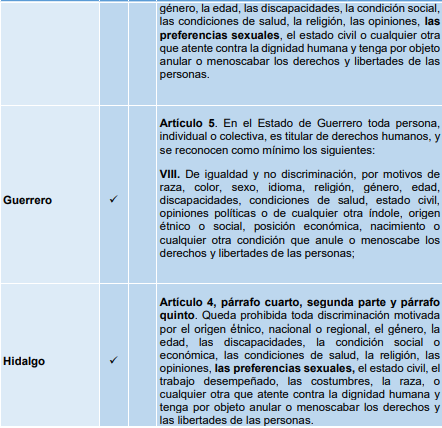 género, la edad, las discapacidades, la condición social,
las condiciones de salud, la religión, las opiniones, las
preferencias sexuales, el estado civil o cualquier otra
que atente contra la dignidad humana y tenga por objeto
anular o menoscabar los derechos y libertades de las
personas.
Guerrero
✓
Artículo 5. En el Estado de Guerrero toda persona,
individual o colectiva, es titular de derechos humanos, y
se reconocen como mínimo los siguientes:
VIII. De igualdad y no discriminación, por motivos de
raza, color, sexo, idioma, religión, género, edad,
discapacidades, condiciones de salud, estado civil,
opiniones políticas o de cualquier otra índole, origen
étnico o social, posición económica, nacimiento o
cualquier otra condición que anule o menoscabe los
derechos y libertades de las personas;
Hidalgo
✓
Artículo 4, párrafo cuarto, segunda parte y párrafo
quinto. Queda prohibida toda discriminación motivada
por el origen étnico, nacional o regional, el género, la
edad, las discapacidades, la condición social o
económica, las condiciones de salud, la religión, las
opiniones, las preferencias sexuales, el estado civil, el
trabajo desempeñado, las costumbres, la raza, o
cualquier otra que atente contra la dignidad humana y
tenga por objeto anular o menoscabar los derechos y
las libertades de las personas.